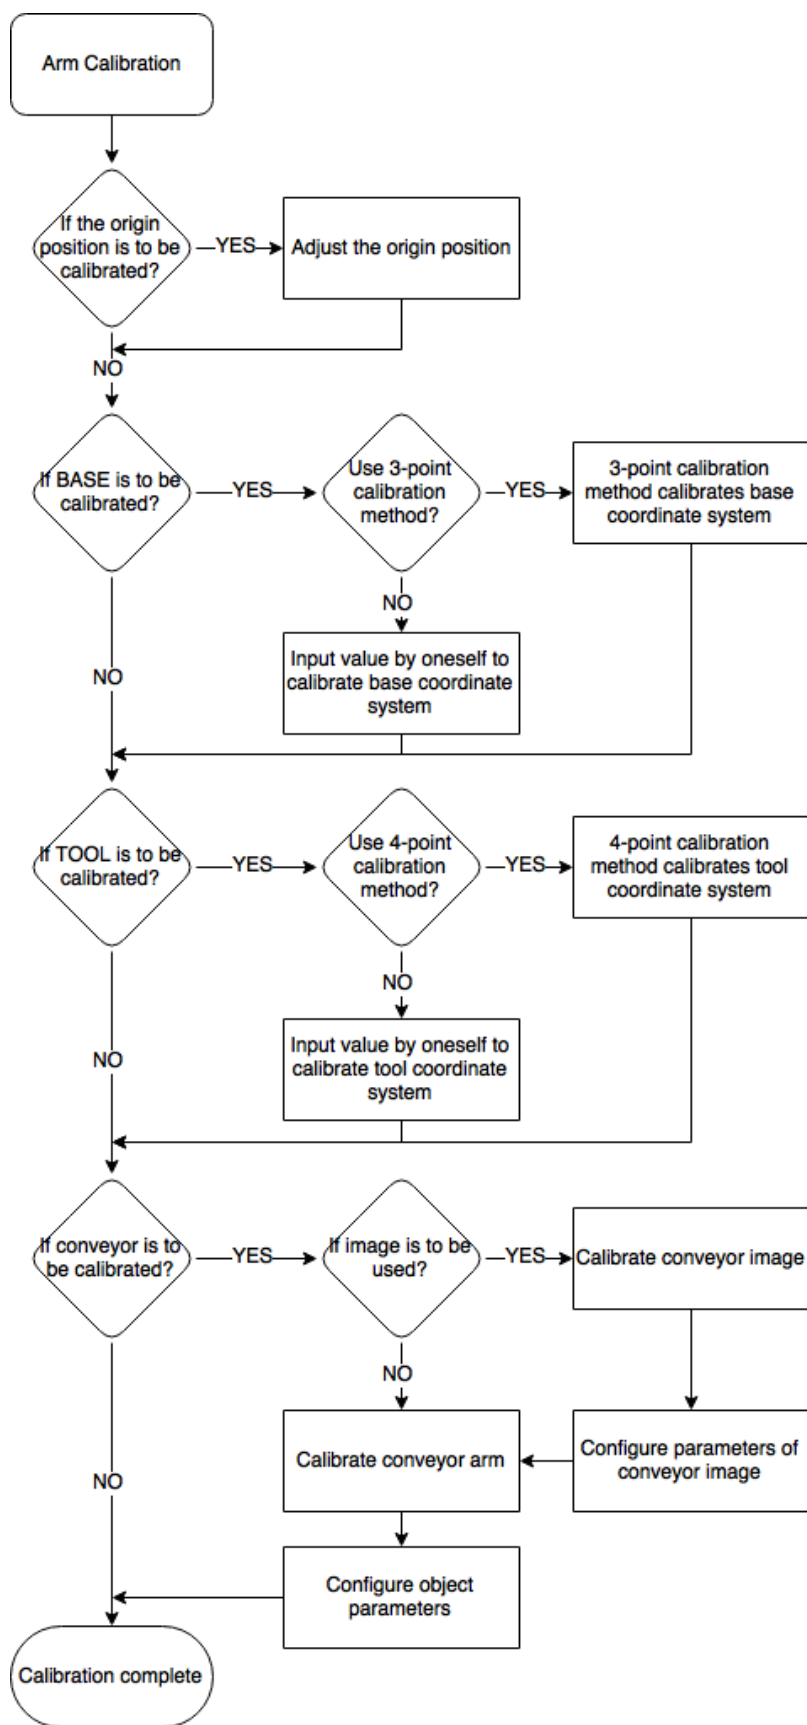 Arm Calibration
If the origin
position is to be
calibrated?
YES
Adjust the origin position
NO
If BASE is to be
calibrated?
YES
Use 3-point
calibration
method?
YES
3-point calibration
method calibrates base
coordinate system
NO
Input value by oneself to
calibrate base coordinate
system
NO
If TOOL is to be
calibrated?
YES
Use 4-point
calibration
method?
YES
4-point calibration
method calibrates tool
coordinate system
NO
Input value by oneself to
calibrate tool coordinate
system
NO
If conveyor is to
be calibrated?
YES
If image is to be
used?
YES
Calibrate conveyor image
NO
Calibrate conveyor arm
Configure parameters of
conveyor image
NO
Configure object
parameters
Calibration complete